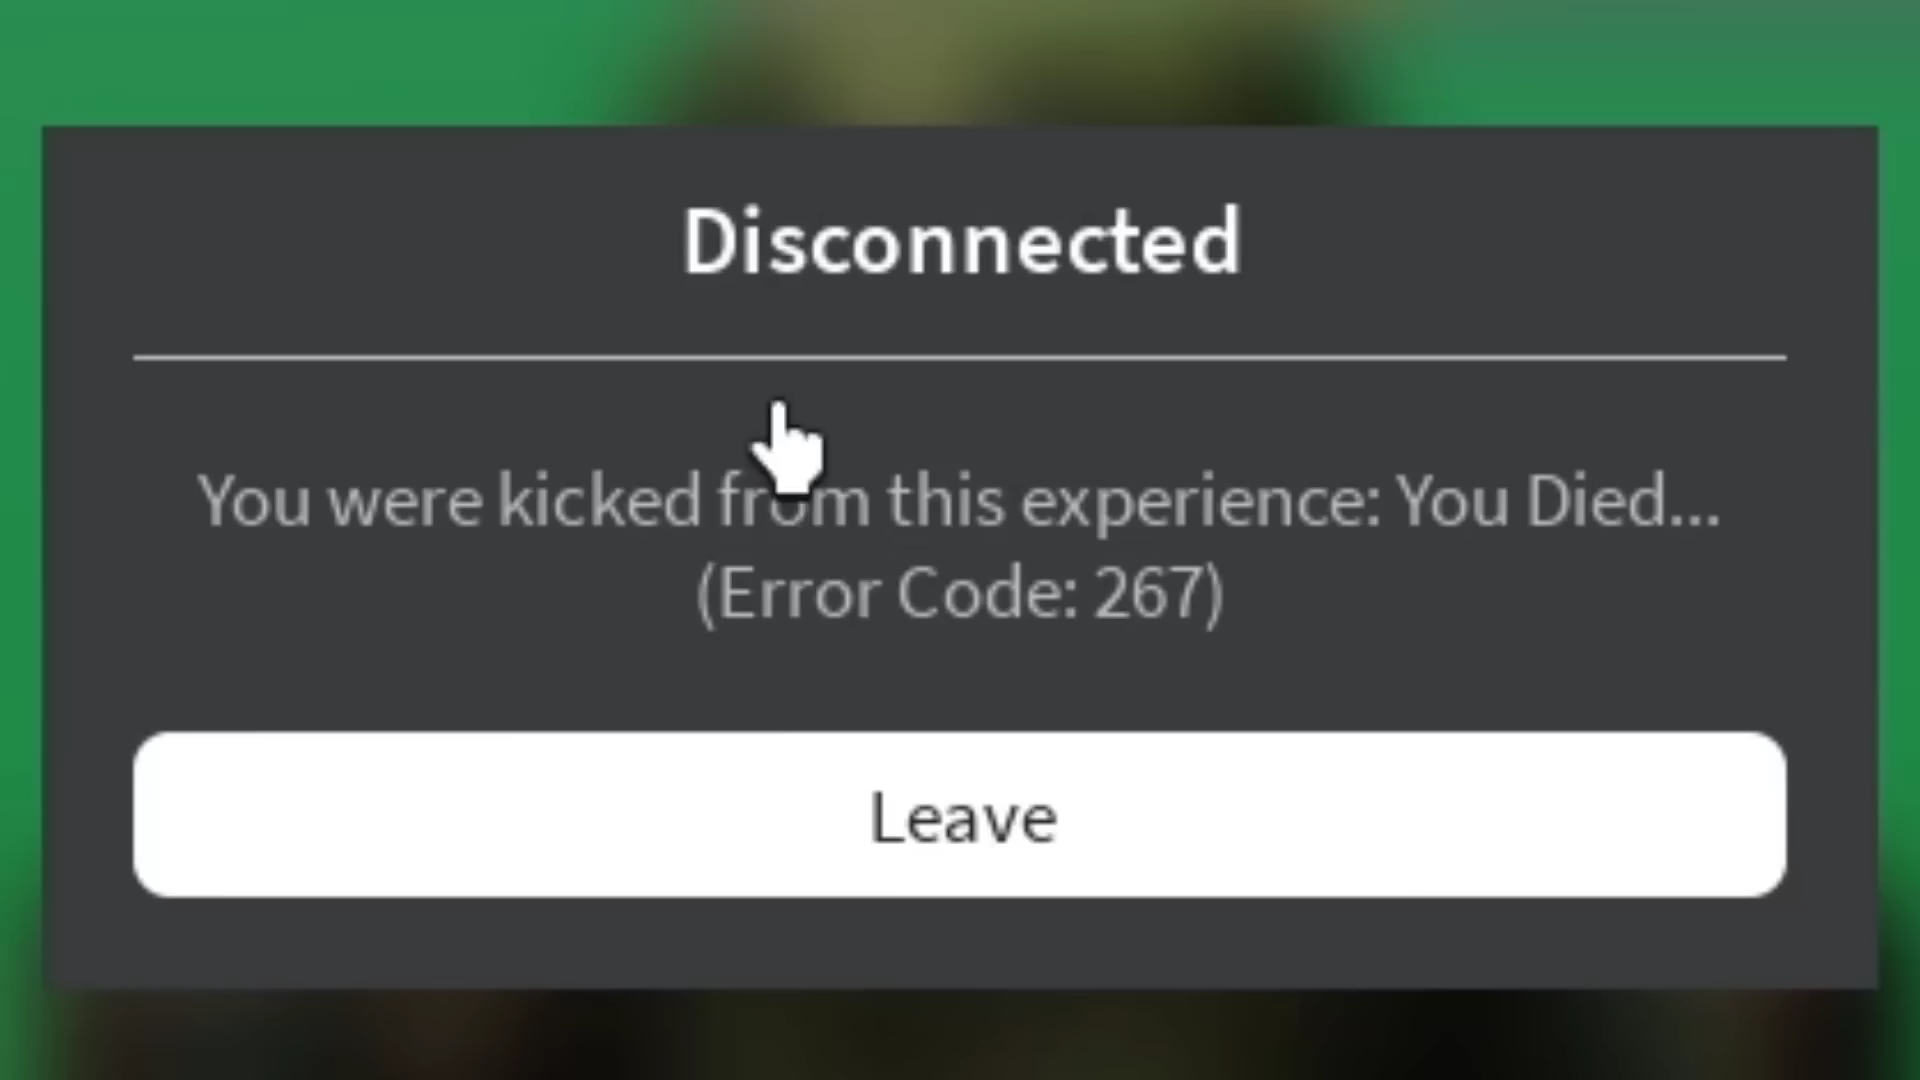 Disconnected
You were kicked from this experience: You Died...
(Error Code: 267)
Leave